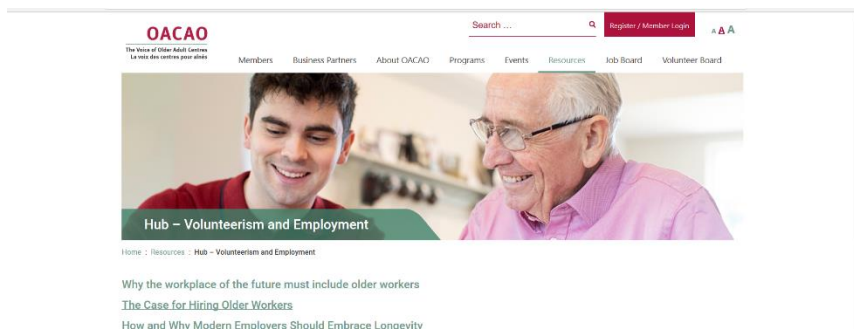 OACAO
The Voice of Older Adult Centres
La voix des centres pour aînés
Search ...
Register / Member Login
A A A
Members Business Partners About OACAO Programs Events Resources Job Board Volunteer Board
Hub – Volunteerism and Employment
Home : Resources : Hub – Volunteerism and Employment
Why the workplace of the future must include older workers
The Case for Hiring Older Workers
How and Why Modern Employers Should Embrace Longevity